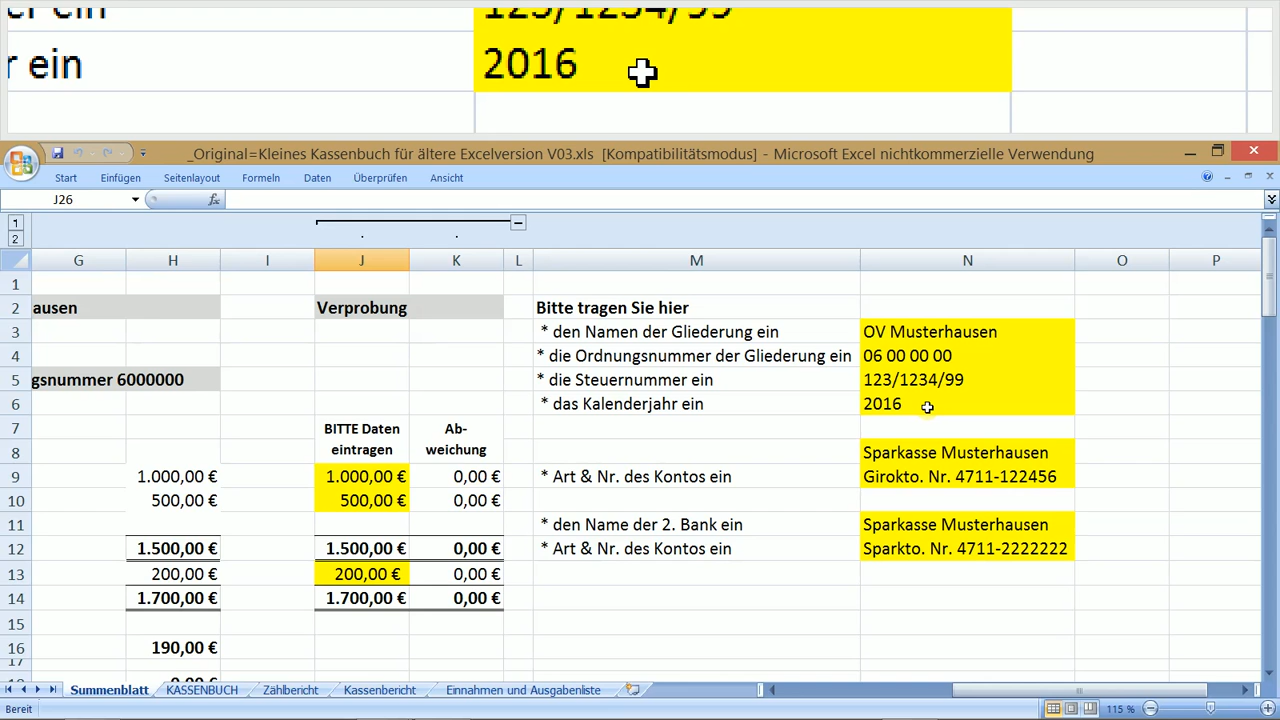 er ein 123/1234/99
r ein 2016
_Original=Kleines Kassenbuch für ältere Excelversion V03.xls [Kompatibilitätsmodus] - Microsoft Excel nichtkommerzielle Verwendung
Start Einfügen Seitenlayout Formeln Daten Überprüfen Ansicht
J26 fx
1
2
G H I J K L M N O P
1
2 ausen Verprobung Bitte tragen Sie hier
3 * den Namen der Gliederung ein OV Musterhausen
4 * die Ordnungsnummer der Gliederung ein 06 00 00 00
5 gsnummer 6000000 * die Steuernummer ein 123/1234/99
6 * das Kalenderjahr ein 2016
7 BITTE Daten Ab-
8 eintragen weichung Sparkasse Musterhausen
9 1.000,00 € 1.000,00 € 0,00 € * Art & Nr. des Kontos ein Girokto. Nr. 4711-122456
10 500,00 € 500,00 € 0,00 €
11 * den Name der 2. Bank ein Sparkasse Musterhausen
12 1.500,00 € 1.500,00 € 0,00 € * Art & Nr. des Kontos ein Sparkto. Nr. 4711-2222222
13 200,00 € 200,00 € 0,00 €
14 1.700,00 € 1.700,00 € 0,00 €
15
16 190,00 €
17
Summenblatt KASSENBUCH Zählbericht Kassenbericht Einnahmen und Ausgabenliste
Bereit 115 %